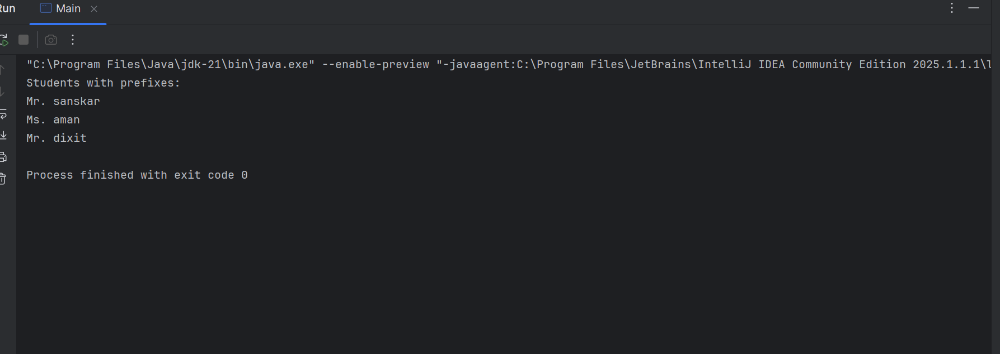 Run Main
"C:\Program Files\Java\jdk-21\bin\java.exe" --enable-preview "-javaagent:C:\Program Files\JetBrains\IntelliJ IDEA Community Edition 2025.1.1.1\l
Students with prefixes:
Mr. sanskar
Ms. aman
Mr. dixit
Process finished with exit code 0